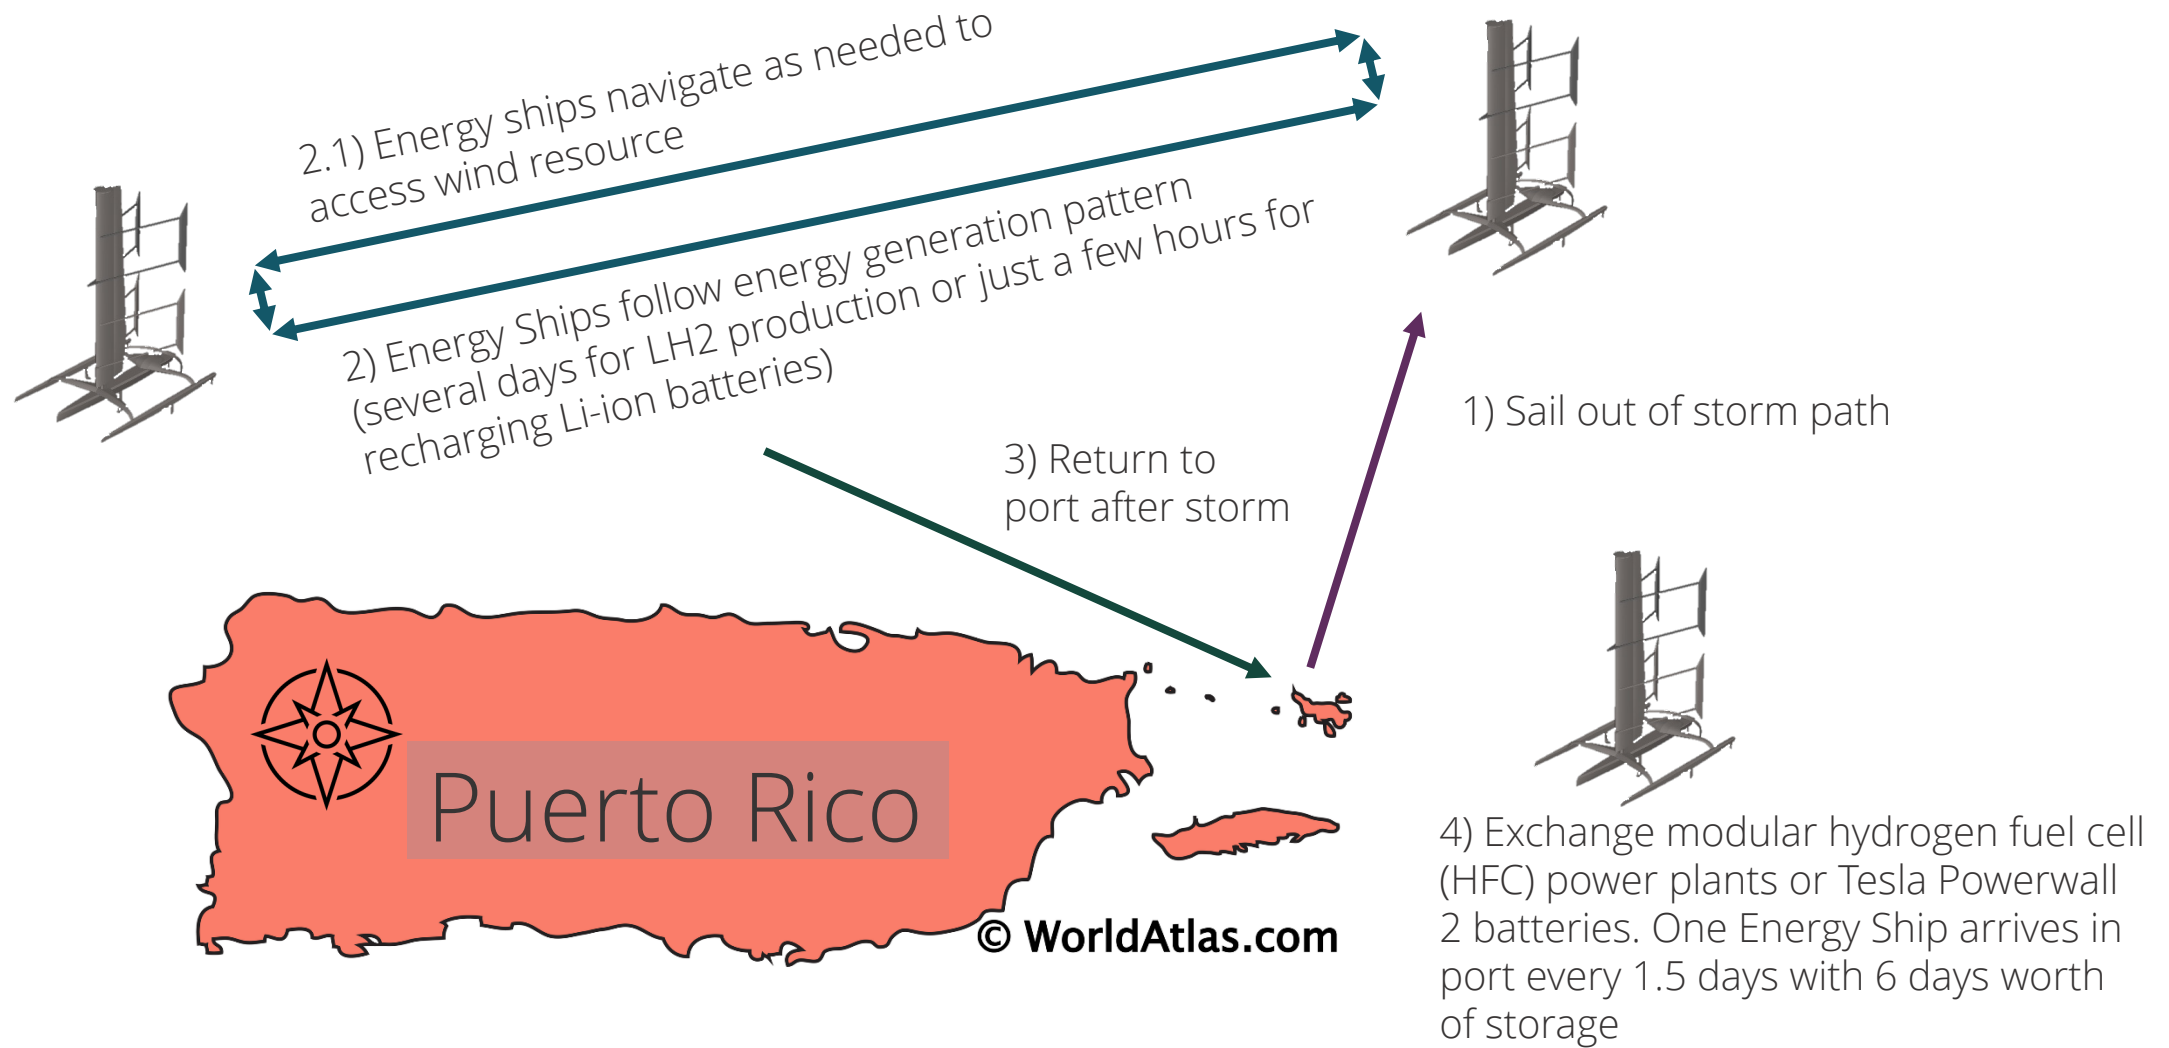 2.1) Energy ships navigate as needed to
access wind resource
2) Energy Ships follow energy generation pattern
(several days for LH2 production or just a few hours for
recharging Li-ion batteries)
1) Sail out of storm path
3) Return to
port after storm
Puerto Rico
© WorldAtlas.com
4) Exchange modular hydrogen fuel cell
(HFC) power plants or Tesla Powerwall
2 batteries. One Energy Ship arrives in
port every 1.5 days with 6 days worth
of storage